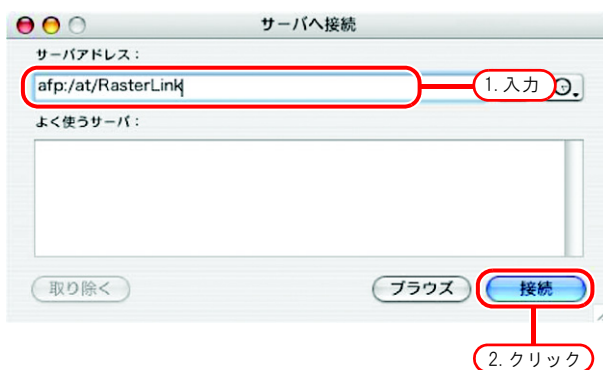 サーバへ接続
サーバアドレス：
afp:/at/RasterLink
1.入力
よく使うサーバ：
取り除く
ブラウズ
接続
2.クリック